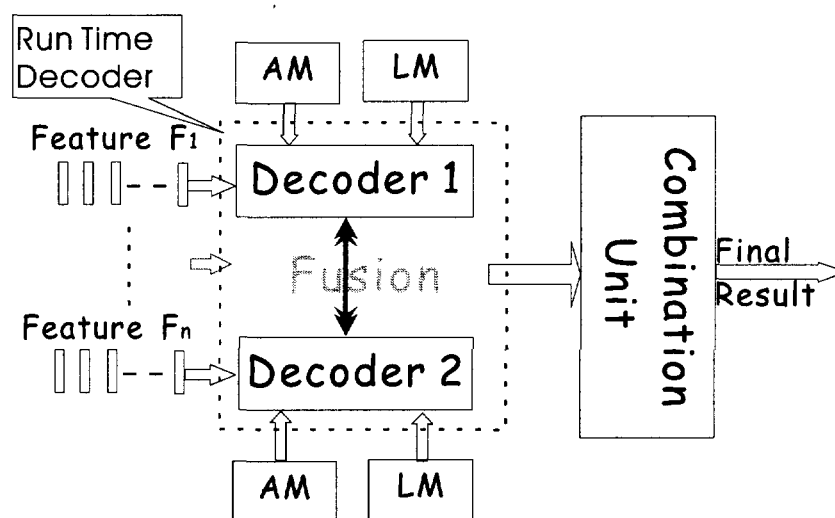 Run Time
Decoder
AM
LM
Feature F1
Decoder 1
Fusion
Feature Fn
Decoder 2
AM
LM
Combination
Unit
Final
Result